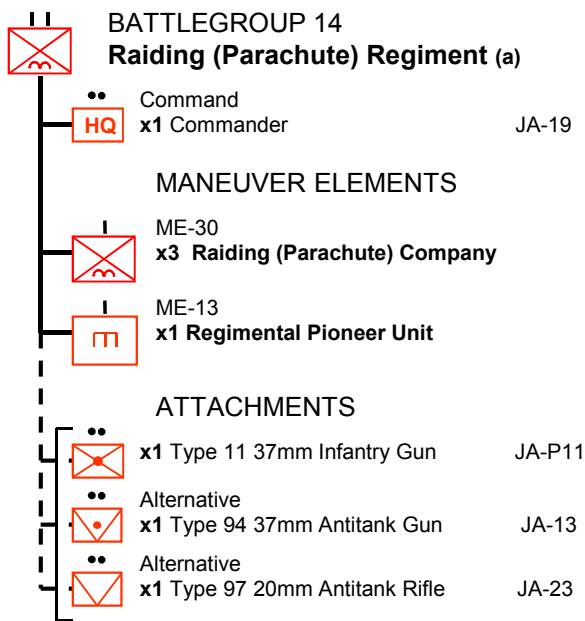 BATTLEGROUP 14
Raiding (Parachute) Regiment (a)
Command
HQ x1 Commander JA-19
MANEUVER ELEMENTS
ME-30
x3 Raiding (Parachute) Company
ME-13
x1 Regimental Pioneer Unit
ATTACHMENTS
x1 Type 11 37mm Infantry Gun JA-P11
Alternative
x1 Type 94 37mm Antitank Gun JA-13
Alternative
x1 Type 97 20mm Antitank Rifle JA-23